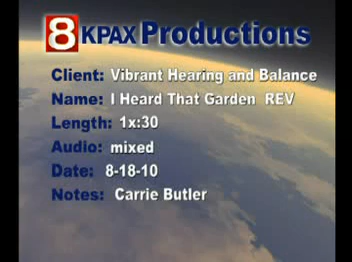 8 KPAX Productions
Client: Vibrant Hearing and Balance
Name: I Heard That Garden REV
Length: 1x:30
Audio: mixed
Date: 8-18-10
Notes: Carrie Butler